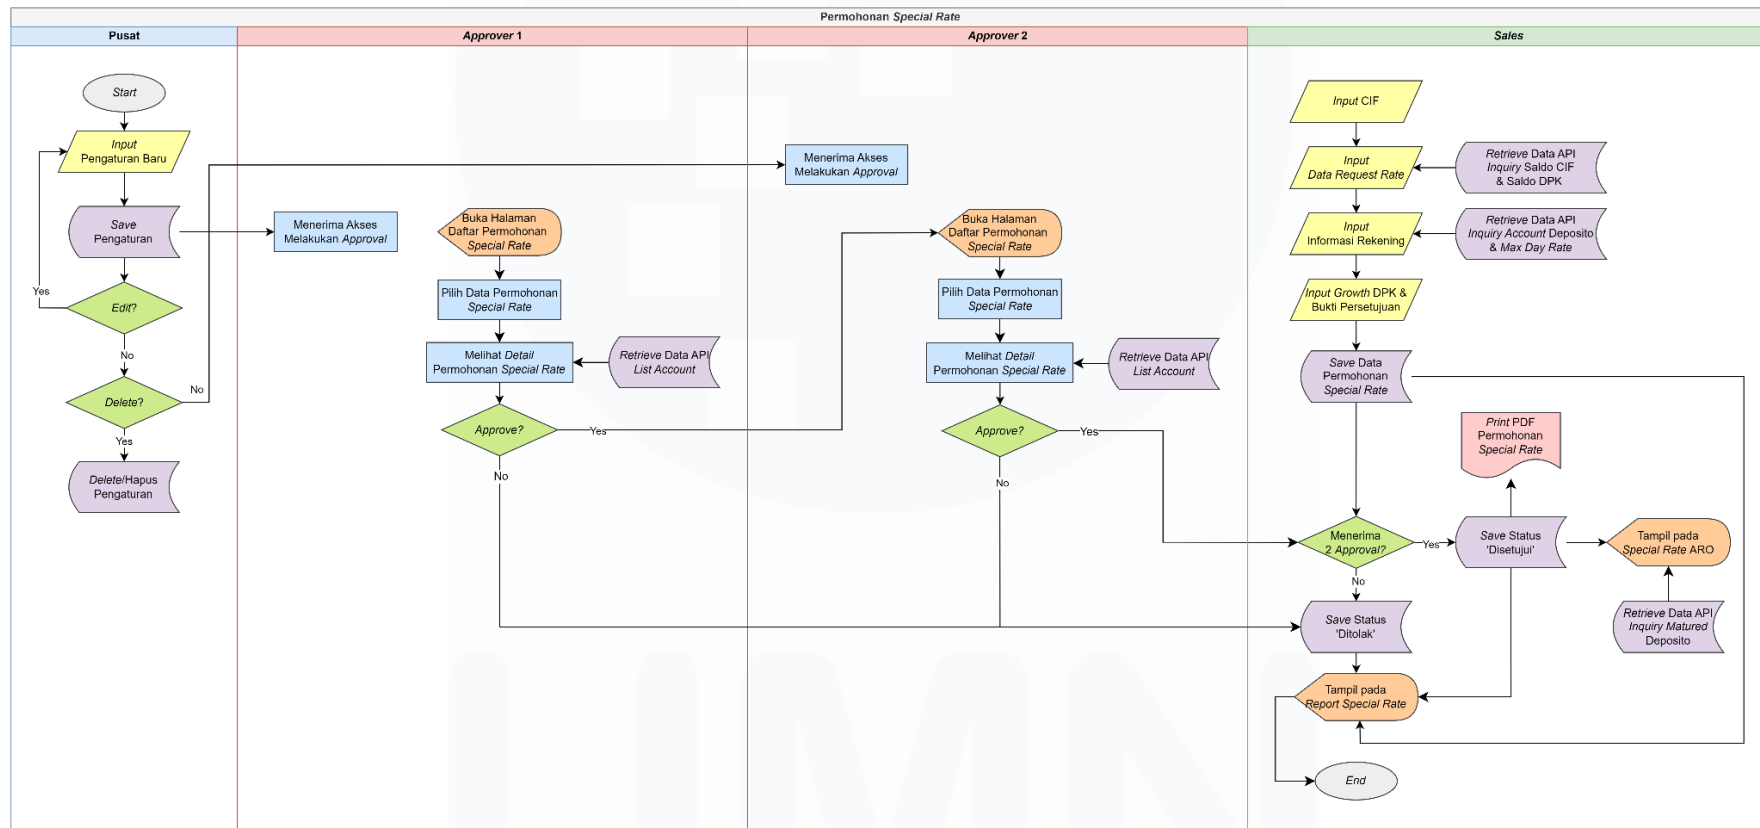 Permohonan Special Rate
Pusat
Approver 1
Approver 2
Sales
Start
Input
Pengaturan Baru
Save
Pengaturan
Edit?
Yes
No
Delete?
No
Yes
Delete/Hapus
Pengaturan
Menerima Akses
Melakukan Approval
Buka Halaman
Daftar Permohonan
Special Rate
Pilih Data Permohonan
Special Rate
Melihat Detail
Permohonan Special Rate
Retrieve Data API
List Account
Approve?
Yes
No
Menerima Akses
Melakukan Approval
Buka Halaman
Daftar Permohonan
Special Rate
Pilih Data Permohonan
Special Rate
Melihat Detail
Permohonan Special Rate
Retrieve Data API
List Account
Approve?
Yes
No
Input CIF
Input
Data Request Rate
Retrieve Data API
Inquiry Saldo CIF
& Saldo DPK
Input
Informasi Rekening
Retrieve Data API
Inquiry Account Deposito
& Max Day Rate
Input Growth DPK &
Bukti Persetujuan
Save Data
Permohonan
Special Rate
Print PDF
Permohonan
Special Rate
Menerima
2 Approval?
Yes
No
Save Status
'Disetujui'
Tampil pada
Special Rate ARO
Retrieve Data API
Inquiry Matured
Deposito
Save Status
'Ditolak'
Tampil pada
Report Special Rate
End
UMN